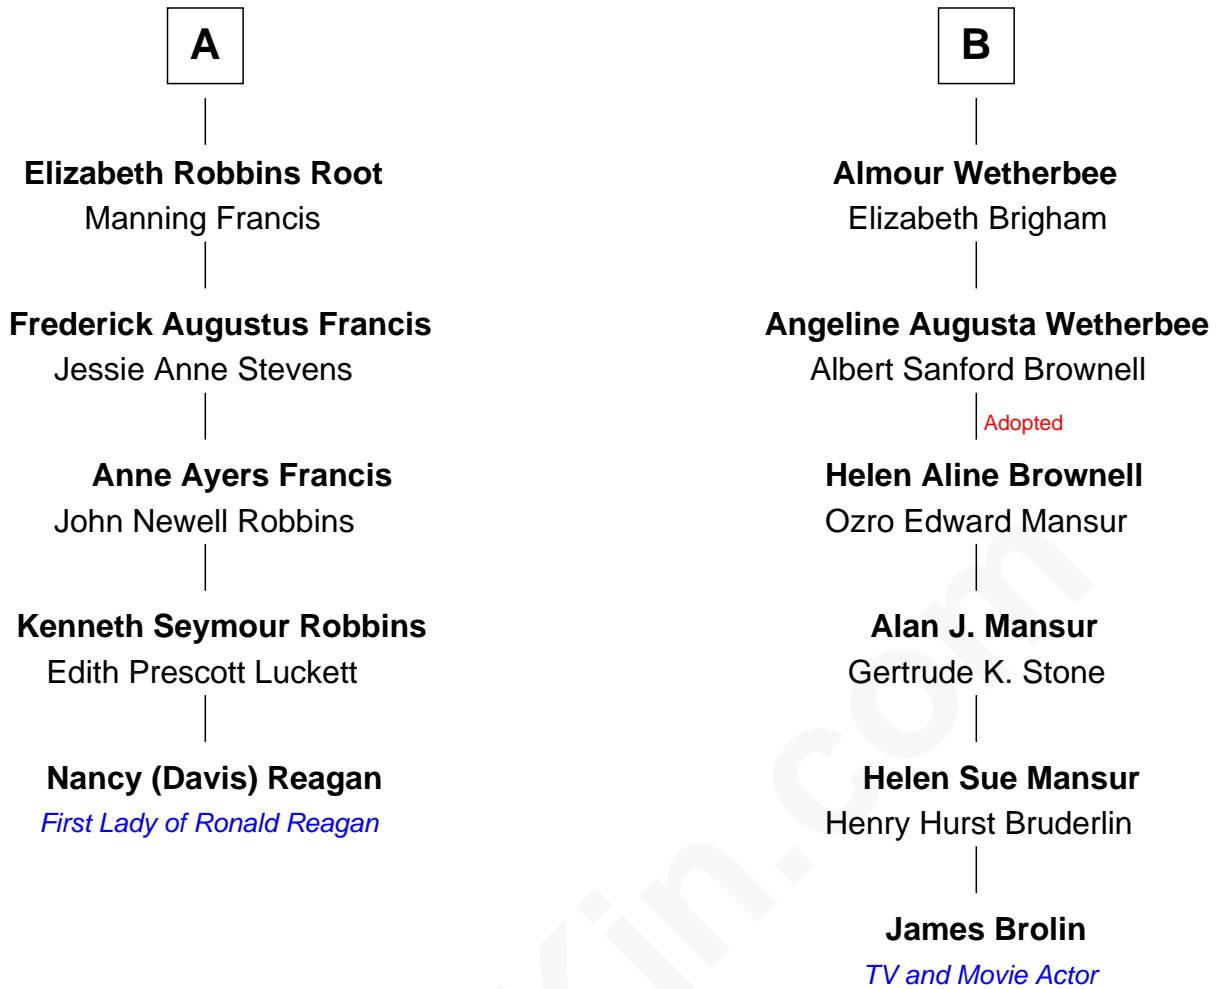 A
Elizabeth Robbins Root
Manning Francis
Frederick Augustus Francis
Jessie Anne Stevens
Anne Ayers Francis
John Newell Robbins
Kenneth Seymour Robbins
Edith Prescott Luckett
Nancy (Davis) Reagan
First Lady of Ronald Reagan
B
Almour Wetherbee
Elizabeth Brigham
Angeline Augusta Wetherbee
Albert Sanford Brownell
Adopted
Helen Aline Brownell
Ozro Edward Mansur
Alan J. Mansur
Gertrude K. Stone
Helen Sue Mansur
Henry Hurst Bruderlin
James Brolin
TV and Movie Actor
Kin.com